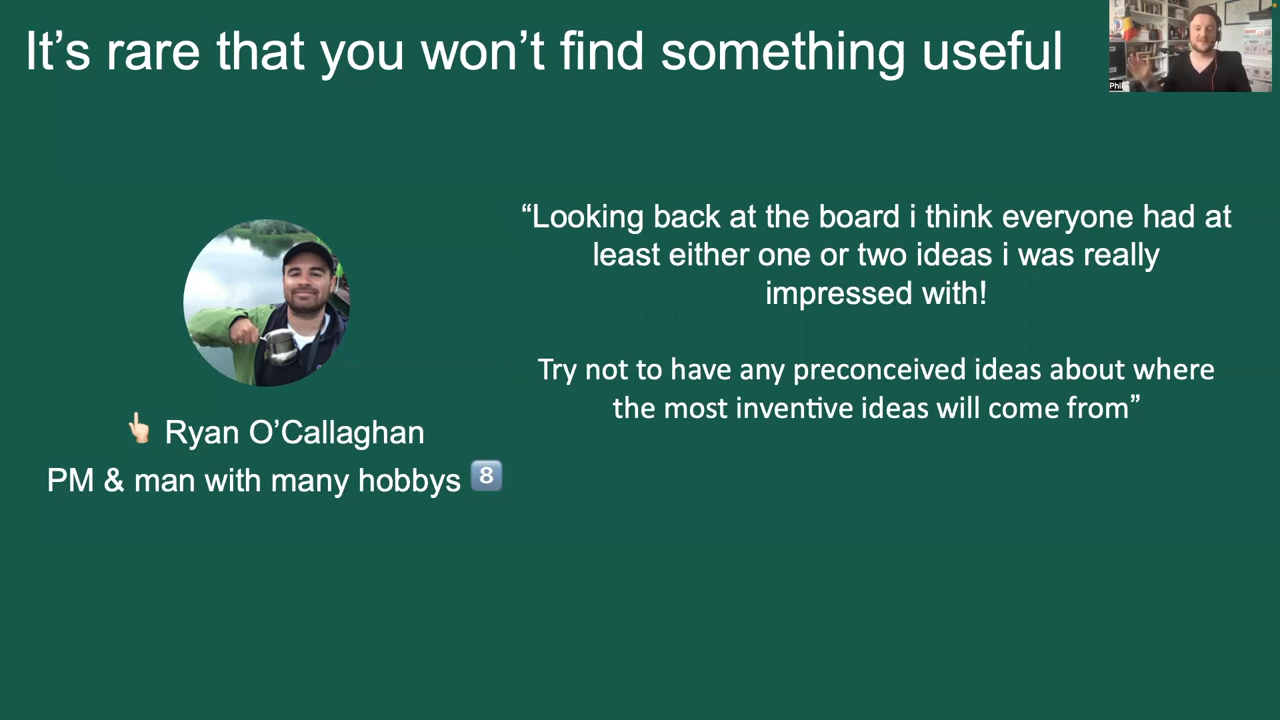 It’s rare that you won’t find something useful
Phil
“Looking back at the board i think everyone had at
least either one or two ideas i was really
impressed with!
Try not to have any preconceived ideas about where
the most inventive ideas will come from”
👆🏻 Ryan O’Callaghan
PM & man with many hobbys 8️⃣